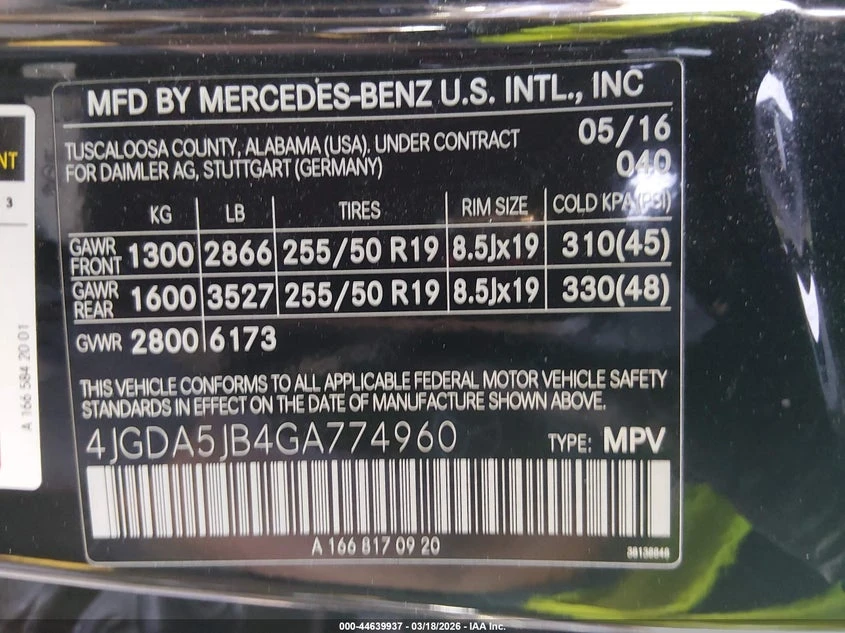 MFD BY MERCEDES-BENZ U.S. INTL., INC
TUSCALOOSA COUNTY, ALABAMA (USA). UNDER CONTRACT
FOR DAIMLER AG, STUTTGART (GERMANY)
05/16
040
KG LB TIRES RIM SIZE COLD KPA(PSI)
GAWR FRONT 1300 2866 255/50 R19 8.5Jx19 310(45)
GAWR REAR 1600 3527 255/50 R19 8.5Jx19 330(48)
GVWR 2800 6173
THIS VEHICLE CONFORMS TO ALL APPLICABLE FEDERAL MOTOR VEHICLE SAFETY
STANDARDS IN EFFECT ON THE DATE OF MANUFACTURE SHOWN ABOVE.
4JGDA5JB4GA774960 TYPE: MPV
A 166 817 09 20
NT
3
A 166 584 20 01
000-44639937 - 03/18/2026 - IAA Inc.